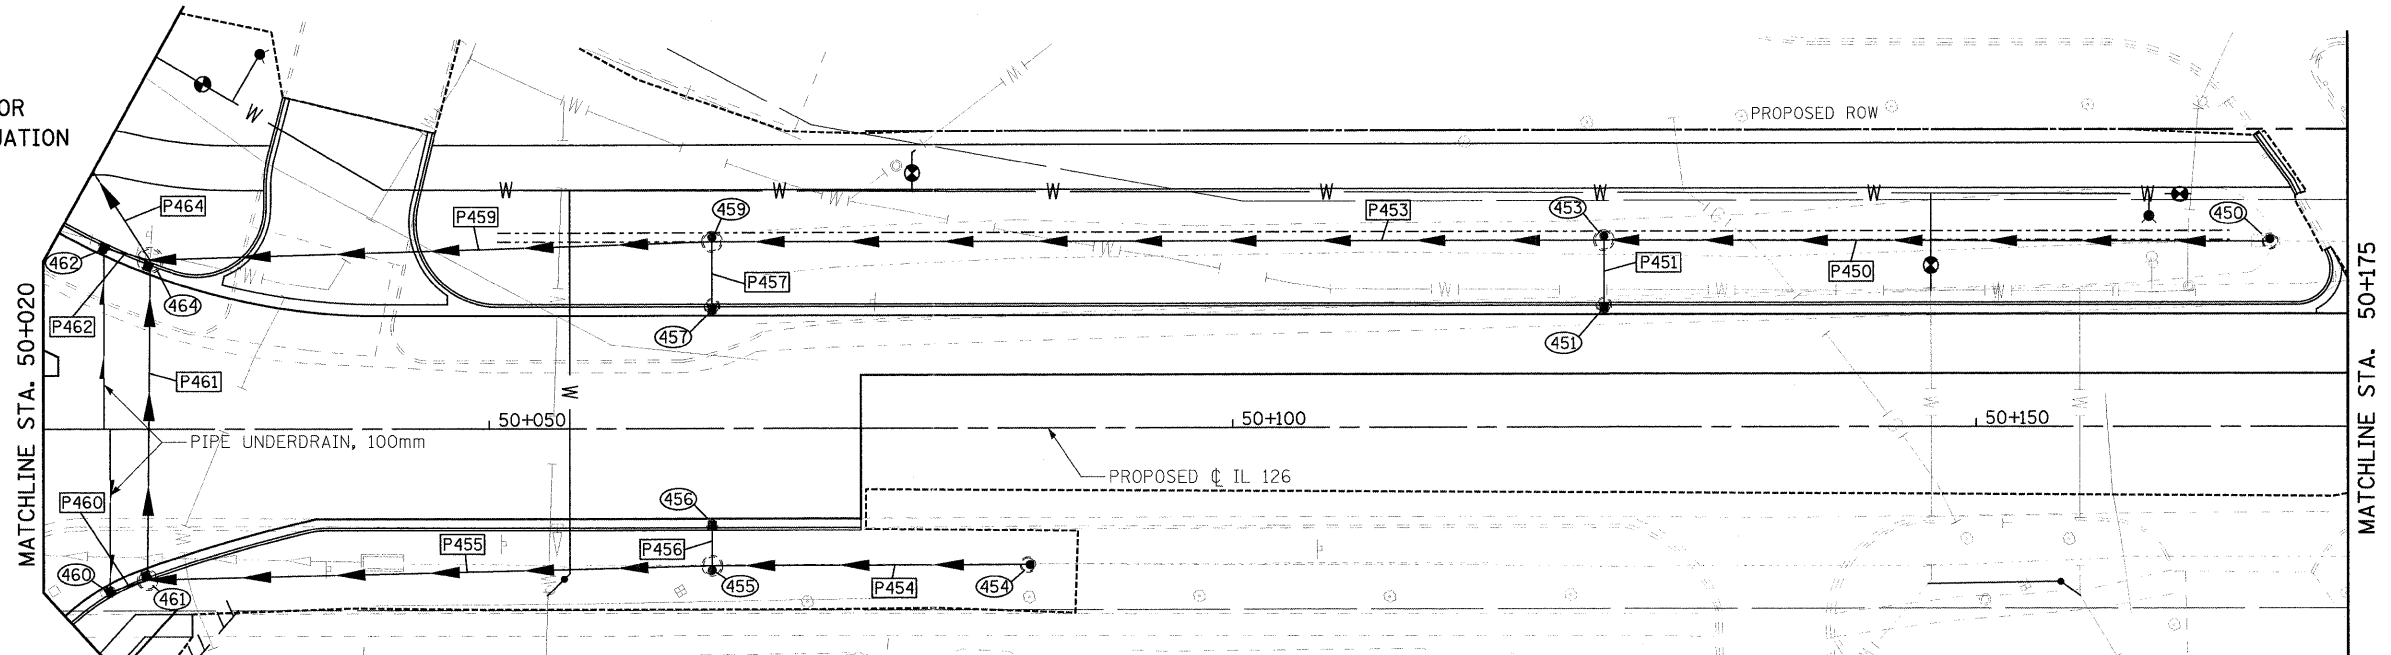 OR
UATION
PROPOSED ROW
W
P464
P459
459
P453
453
W
W
W
W
W
W
W
450
462
464
P462
P457
457
P451
451
P450
MATCHLINE STA. 50+020
MATCHLINE STA. 50+175
P461
W
50+050
50+100
50+150
PIPE UNDERDRAIN, 100mm
PROPOSED ℄ IL 126
P460
460
461
P455
456
P456
455
P454
454